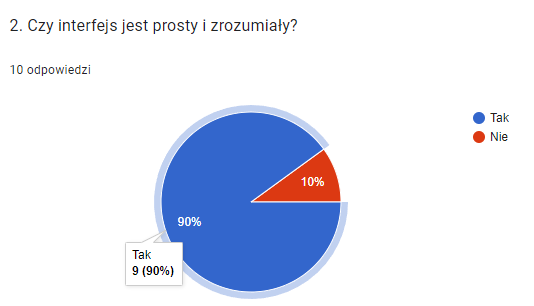 2. Czy interfejs jest prosty i zrozumiały?
10 odpowiedzi
Tak
Nie
10%
90%
Tak
9 (90%)